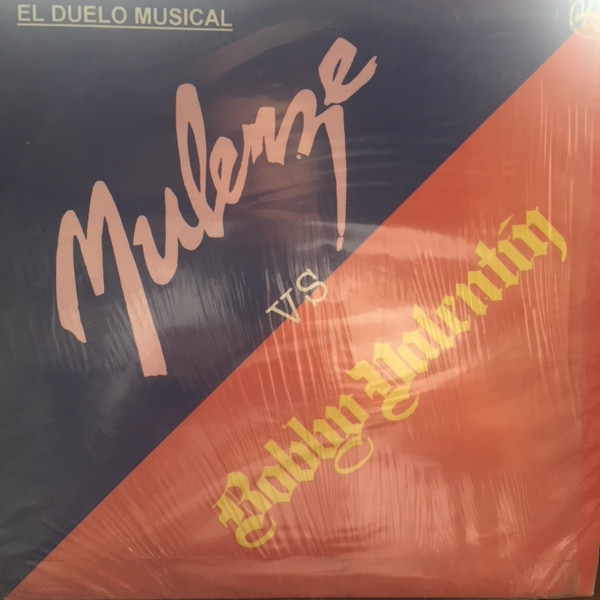 EL DUELO MUSICAL
Mulenze
VS
Bobby Valentín